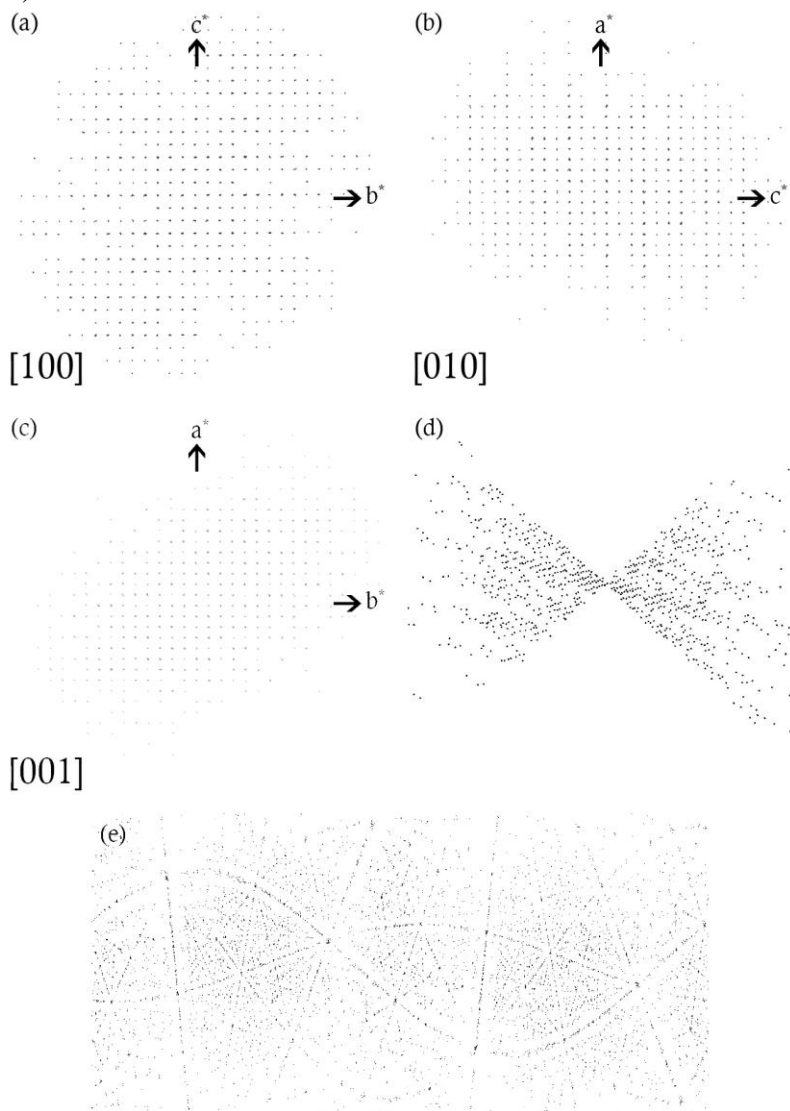 (a)
c*
b*
[100]
(b)
a*
c*
[010]
(c)
a*
b*
[001]
(d)
(e)